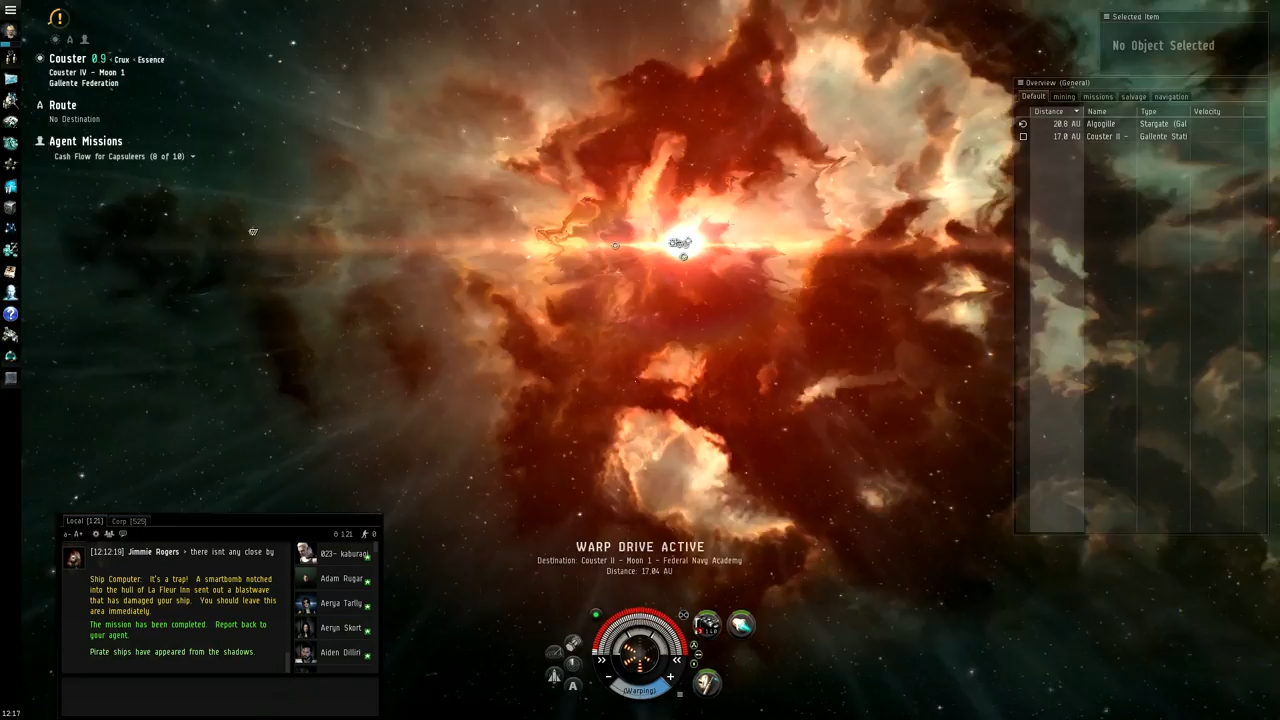 Couster 0.9 · Crux · Essence
Couster IV - Moon 1
Gallente Federation
A Route
No Destination
Agent Missions
Cash Flow for Capsuleers (8 of 10)
Selected Item
No Object Selected
Overview (General)
Default mining missions salvage navigation
Distance Name Type Velocity
20.8 AU Algogille Stargate (Gal
17.0 AU Couster II - Gallente Stati
Local [121] Corp [525]
a- A+ 121 0
[12:12:19] Jimmie Rogers > there isnt any close by
Ship Computer: It's a trap! A smartbomb notched
into the hull of La Fleur Inn sent out a blastwave
that has damaged your ship. You should leave this
area immediately.
The mission has been completed. Report back to
your agent.
Pirate ships have appeared from the shadows.
023- kaburagi
Adam Rugar
Aerya Tarlly
Aeryn Skort
Aiden Dilliri
WARP DRIVE ACTIVE
Destination: Couster II - Moon 1 - Federal Navy Academy
Distance: 17.04 AU
(Warping)
A
12:17